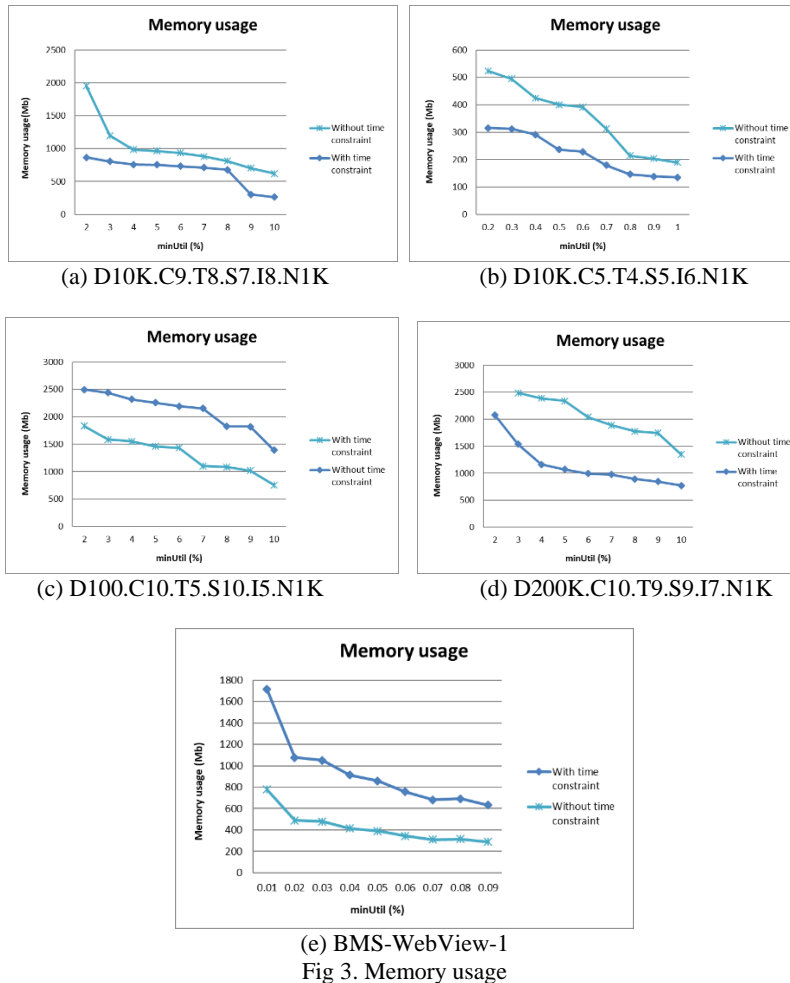 Memory usage
2500
2000
1500
1000
500
0
Memory usage(Mb)
2 3 4 5 6 7 8 9 10
minUtil (%)
Without time
constraint
With time
constraint
(a) D10K.C9.T8.S7.I8.N1K
Memory usage
600
500
400
300
200
100
0
Memory usage (Mb)
0.2 0.3 0.4 0.5 0.6 0.7 0.8 0.9 1
minUtil (%)
Without time
constraint
With time
constraint
(b) D10K.C5.T4.S5.I6.N1K
Memory usage
3000
2500
2000
1500
1000
500
0
Memory usage (Mb)
2 3 4 5 6 7 8 9 10
minUtil (%)
With time
constraint
Without time
constraint
(c) D100.C10.T5.S10.I5.N1K
Memory usage
3000
2500
2000
1500
1000
500
0
Memory usage (Mb)
2 3 4 5 6 7 8 9 10
minUtil (%)
Without time
constraint
With time
constraint
(d) D200K.C10.T9.S9.I7.N1K
Memory usage
1800
1600
1400
1200
1000
800
600
400
200
0
Memory usage (Mb)
0.01 0.02 0.03 0.04 0.05 0.06 0.07 0.08 0.09
minUtil (%)
With time
constraint
Without time
constraint
(e) BMS-WebView-1
Fig 3. Memory usage